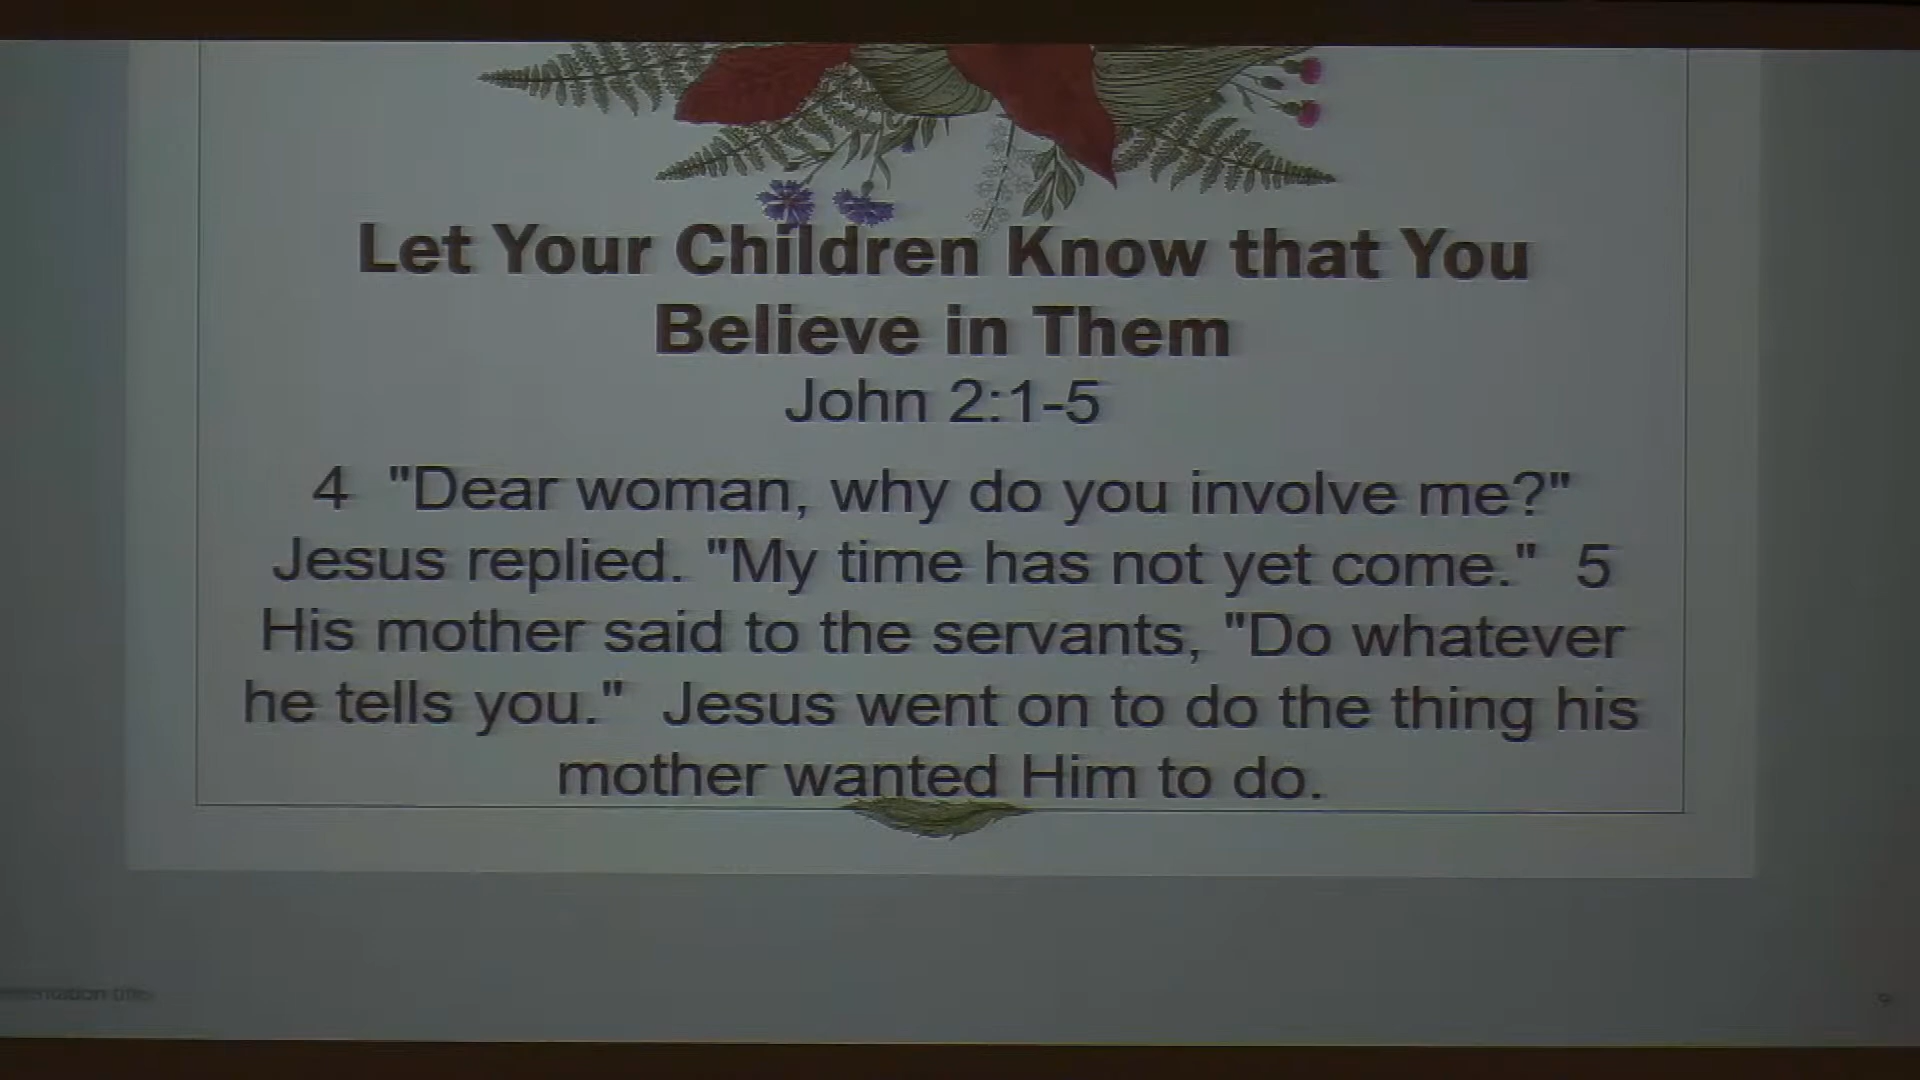 Let Your Children Know that You
Believe in Them
John 2:1-5
4 "Dear woman, why do you involve me?"
Jesus replied. "My time has not yet come." 5
His mother said to the servants, "Do whatever
he tells you." Jesus went on to do the thing his
mother wanted Him to do.